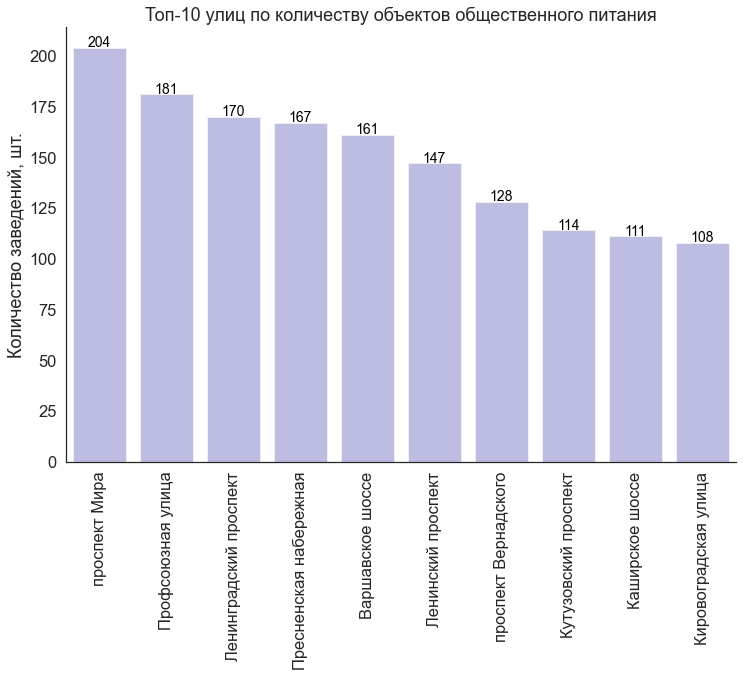 Топ-10 улиц по количеству объектов общественного питания
Количество заведений, шт.
200
175
150
125
100
75
50
25
0
204
181
170
167
161
147
128
114
111
108
проспект Мира
Профсоюзная улица
Ленинградский проспект
Пресненская набережная
Варшавское шоссе
Ленинский проспект
проспект Вернадского
Кутузовский проспект
Каширское шоссе
Кировоградская улица